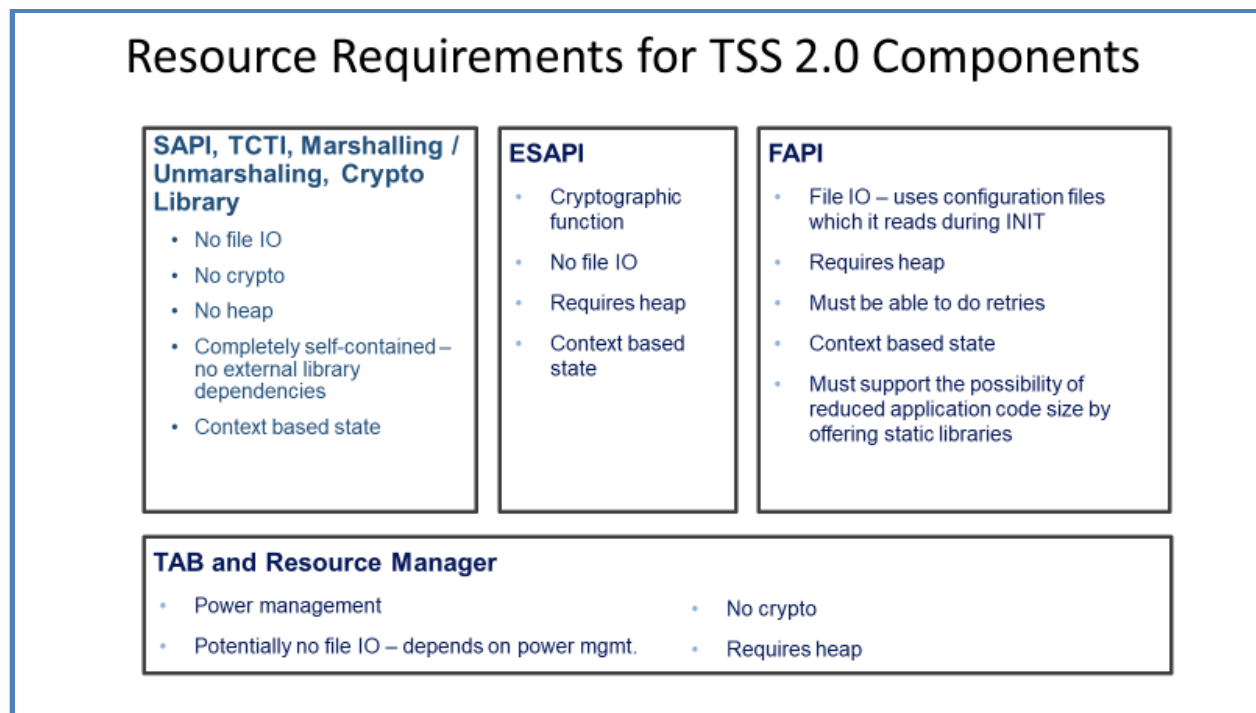 Resource Requirements for TSS 2.0 Components
SAPI, TCTI, Marshalling /
Unmarshaling, Crypto
Library
• No file IO
• No crypto
• No heap
• Completely self-contained –
no external library
dependencies
• Context based state
ESAPI
• Cryptographic
function
• No file IO
• Requires heap
• Context based
state
FAPI
• File IO – uses configuration files
which it reads during INIT
• Requires heap
• Must be able to do retries
• Context based state
• Must support the possibility of
reduced application code size by
offering static libraries
TAB and Resource Manager
• Power management
• Potentially no file IO – depends on power mgmt.
• No crypto
• Requires heap